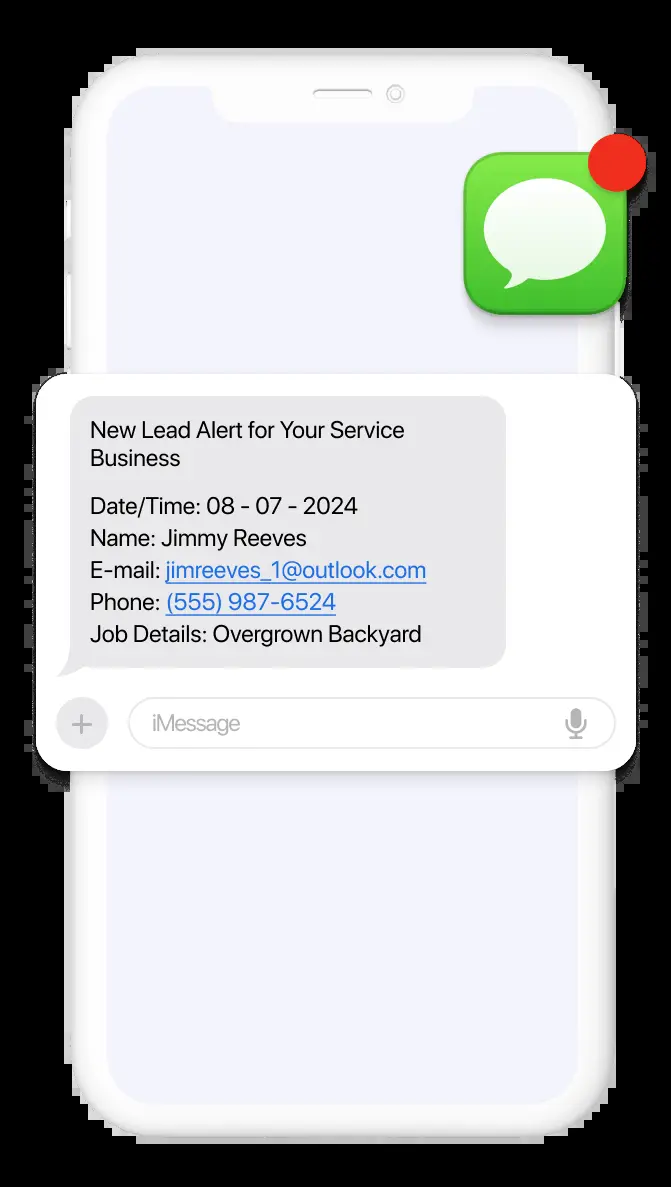 New Lead Alert for Your Service
Business
Date/Time: 08 - 07 - 2024
Name: Jimmy Reeves
E-mail: jimreeves_1@outlook.com
Phone: (555) 987-6524
Job Details: Overgrown Backyard
iMessage